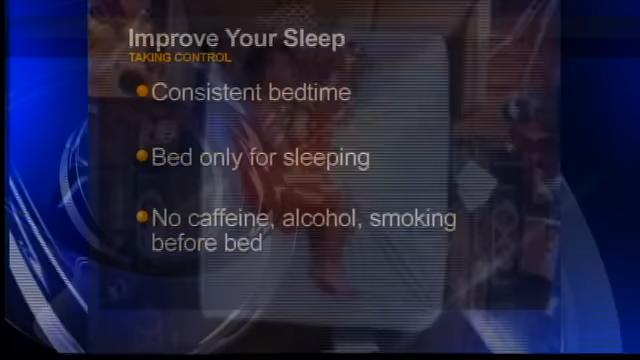 Improve Your Sleep
TAKING CONTROL
Consistent bedtime
Bed only for sleeping
No caffeine, alcohol, smoking
before bed